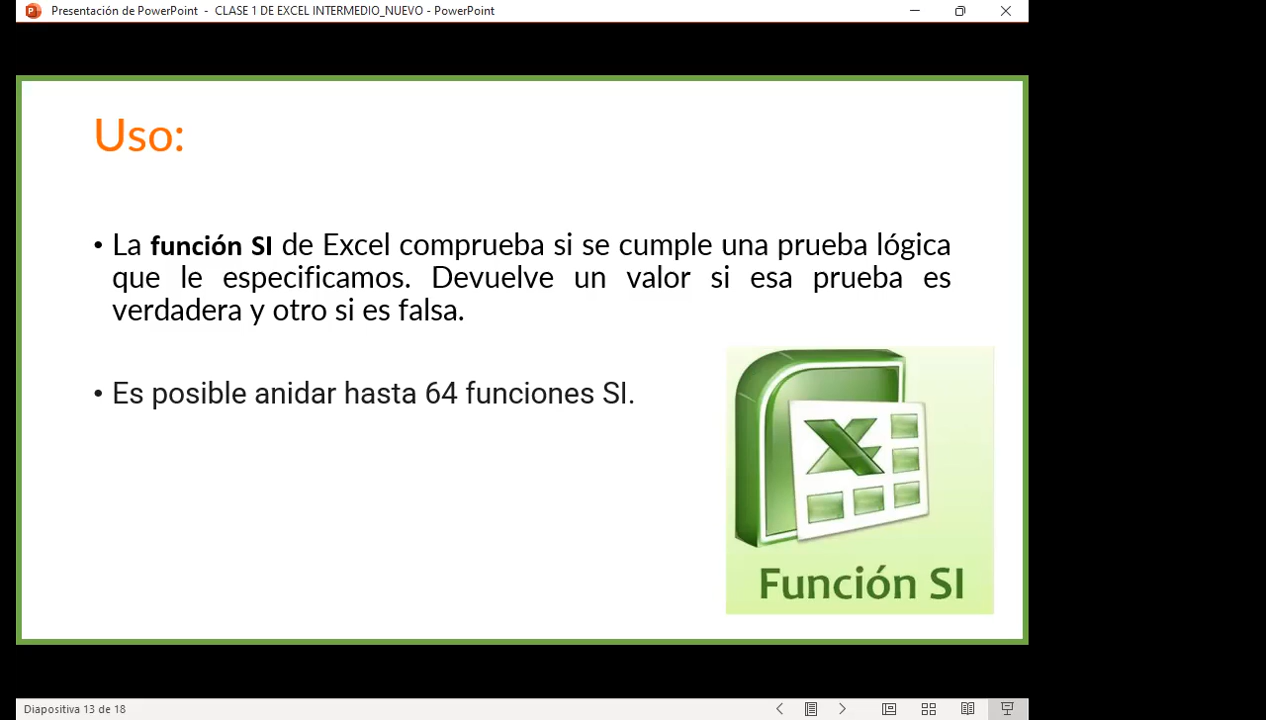 Presentación de PowerPoint - CLASE 1 DE EXCEL INTERMEDIO_NUEVO - PowerPoint
Uso:
• La función SI de Excel comprueba si se cumple una prueba lógica
que le especificamos. Devuelve un valor si esa prueba es
verdadera y otro si es falsa.
• Es posible anidar hasta 64 funciones SI.
Función SI
Diapositiva 13 de 18